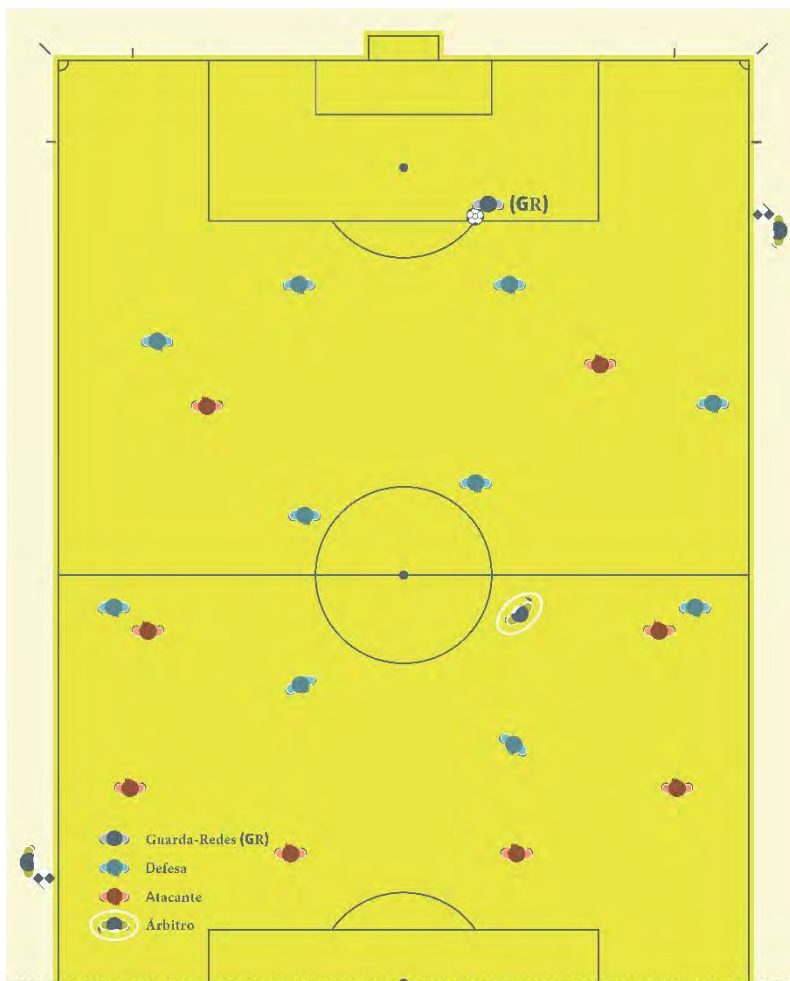 (GR)
Guarda-Redes (GR)
Defesa
Atacante
Árbitro